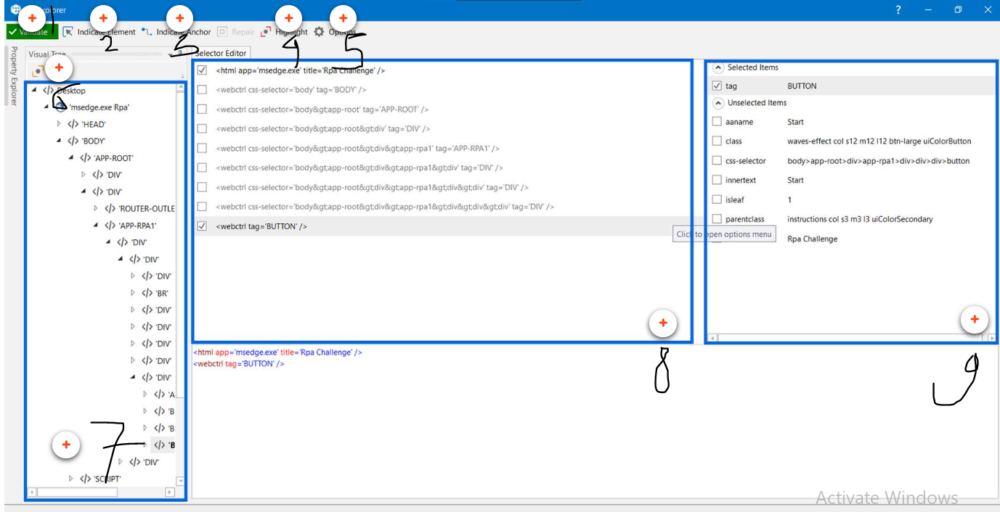 Explorer
Validate
1
Indicate Element
2
Indicate Anchor
3
Repair
Highlight
4
Options
5
Property Explorer
Visual Tree
6
</> Desktop
'msedge.exe Rpa'
</> 'HEAD'
</> 'BODY'
</> 'APP-ROOT'
</> 'DIV'
</> 'DIV'
</> 'ROUTER-OUTLE
</> 'APP-RPA1'
</> 'DIV'
</> 'DIV'
</> 'DIV'
</> 'BR'
</> 'DIV'
</> 'DIV'
</> 'DIV'
</> 'DIV'
</> 'DIV'
</> 'A
</> 'B
</> 'B
</> 'B
</> 'DIV'
</> 'SCRIPT'
7
Selector Editor
<html app='msedge.exe' title='Rpa Challenge' />
<webctrl css-selector='body' tag='BODY' />
<webctrl css-selector='body&gt;app-root' tag='APP-ROOT' />
<webctrl css-selector='body&gt;app-root&gt;div' tag='DIV' />
<webctrl css-selector='body&gt;app-root&gt;div&gt;app-rpa1' tag='APP-RPA1' />
<webctrl css-selector='body&gt;app-root&gt;div&gt;app-rpa1&gt;div' tag='DIV' />
<webctrl css-selector='body&gt;app-root&gt;div&gt;app-rpa1&gt;div&gt;div' tag='DIV' />
<webctrl css-selector='body&gt;app-root&gt;div&gt;app-rpa1&gt;div&gt;div&gt;div' tag='DIV' />
<webctrl tag='BUTTON' />
8
Selected Items
tag BUTTON
Unselected Items
aaname Start
class waves-effect col s12 m12 l12 btn-large uiColorButton
css-selector body>app-root>div>app-rpa1>div>div>div>button
innertext Start
isleaf 1
parentclass instructions col s3 m3 l3 uiColorSecondary
Click to open options menu
Rpa Challenge
9
<html app='msedge.exe' title='Rpa Challenge' />
<webctrl tag='BUTTON' />
Activate Windows